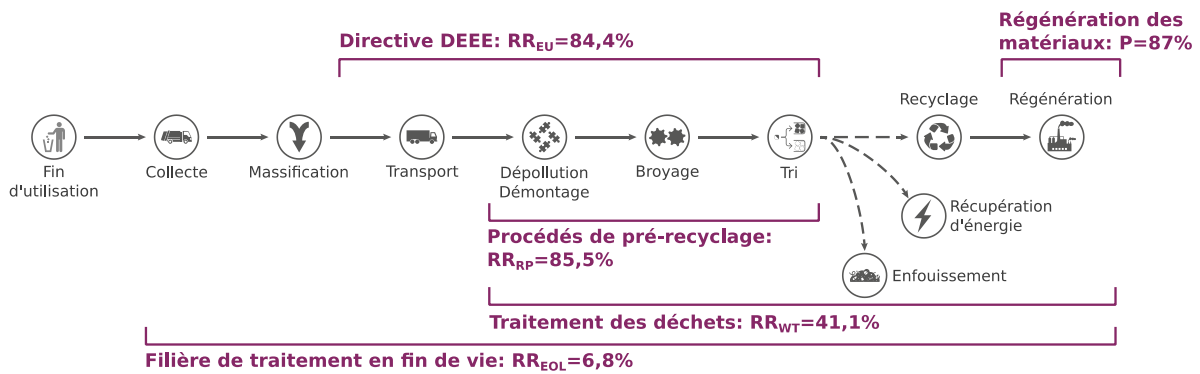 Directive DEEE: RR_EU=84,4%
Régénération des
matériaux: P=87%
Recyclage
Régénération
Fin
d'utilisation
Collecte
Massification
Transport
Dépollution
Démontage
Broyage
Tri
Récupération
d'énergie
Procédés de pré-recyclage:
RR_RP=85,5%
Enfouissement
Traitement des déchets: RR_WT=41,1%
Filière de traitement en fin de vie: RR_EOL=6,8%